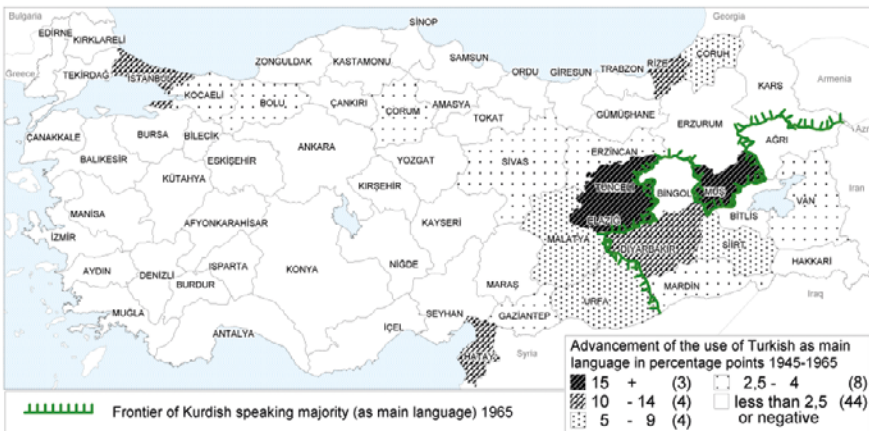 Bulgaria
SİNOP
Georgia
EDİRNE
KIRKLARELİ
ZONGULDAK
KASTAMONU
SAMSUN
ÇORUH
Greece
TEKİRDAĞ
İSTANBUL
ORDU
GİRESUN
TRABZON
RİZE
KARS
Armenia
KOCAELİ
BOLU
ÇANKIRI
ÇORUM
AMASYA
TOKAT
GÜMÜŞHANE
ERZURUM
Az
ÇANAKKALE
BURSA
BİLECİK
ANKARA
AĞRI
BALIKESİR
ESKİŞEHİR
YOZGAT
SİVAS
ERZİNCAN
KÜTAHYA
KIRŞEHİR
TUNCELİ
BİNGÖL
MUŞ
Iran
MANİSA
AFYONKARAHİSAR
KAYSERİ
ELAZIĞ
BİTLİS
VAN
İZMİR
MALATYA
DİYARBAKIR
SİİRT
AYDIN
DENİZLİ
ISPARTA
BURDUR
KONYA
NİĞDE
MARAŞ
HAKKARİ
MUĞLA
ANTALYA
İÇEL
SEYHAN
GAZİANTEP
URFA
MARDİN
Iraq
HATAY
Syria
Advancement of the use of Turkish as main
language in percentage points 1945-1965
15 + (3)
10 - 14 (4)
5 - 9 (4)
2,5 - 4 (8)
less than 2,5 (44)
or negative
Frontier of Kurdish speaking majority (as main language) 1965